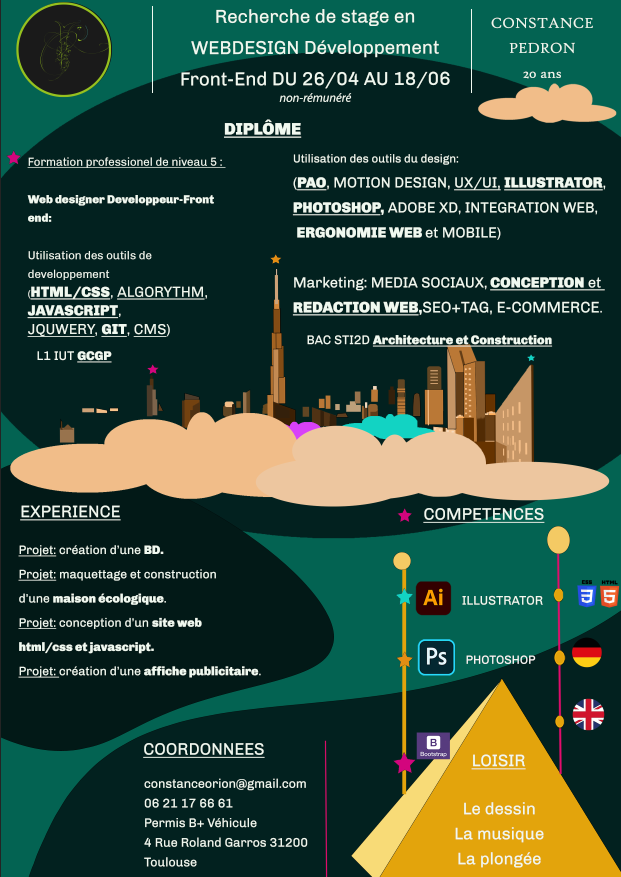 Recherche de stage en
WEBDESIGN Développement
Front-End DU 26/04 AU 18/06
non-rémunéré
CONSTANCE
PEDRON
20 ans
DIPLÔME
Formation professionel de niveau 5 :
Web designer Developpeur-Front
end:
Utilisation des outils de
developpement
(HTML/CSS, ALGORYTHM,
JAVASCRIPT,
JQUWERY, GIT, CMS)
L1 IUT GCGP
Utilisation des outils du design:
(PAO, MOTION DESIGN, UX/UI, ILLUSTRATOR,
PHOTOSHOP, ADOBE XD, INTEGRATION WEB,
ERGONOMIE WEB et MOBILE)
Marketing: MEDIA SOCIAUX, CONCEPTION et
REDACTION WEB,SEO+TAG, E-COMMERCE.
BAC STI2D Architecture et Construction
EXPERIENCE
Projet: création d'une BD.
Projet: maquettage et construction
d'une maison écologique.
Projet: conception d'un site web
html/css et javascript.
Projet: création d'une affiche publicitaire.
COMPETENCES
Ai ILLUSTRATOR
CSS 3 HTML 5
Ps PHOTOSHOP
B
Bootstrap
COORDONNEES
constanceorion@gmail.com
06 21 17 66 61
Permis B+ Véhicule
4 Rue Roland Garros 31200
Toulouse
LOISIR
Le dessin
La musique
La plongée